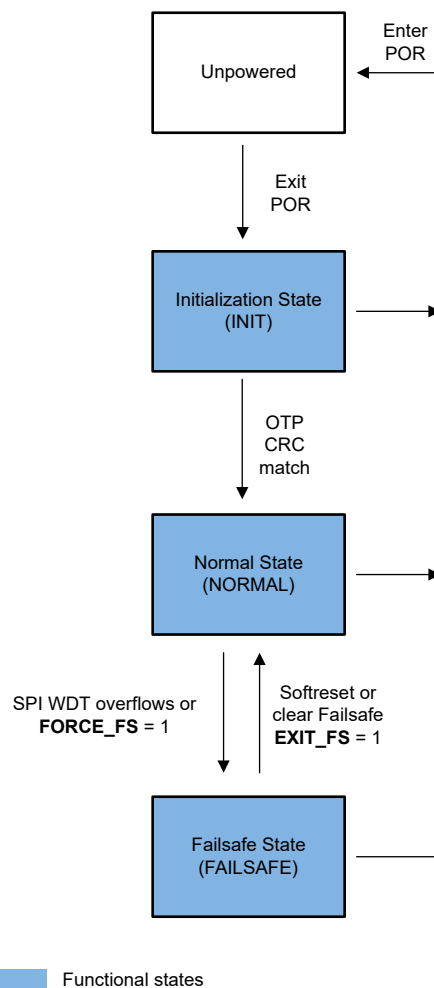 Enter
POR
Unpowered
Exit
POR
Initialization State
(INIT)
OTP
CRC
match
Normal State
(NORMAL)
SPI WDT overflows or
FORCE_FS = 1
Softreset or
clear Failsafe
EXIT_FS = 1
Failsafe State
(FAILSAFE)
Functional states